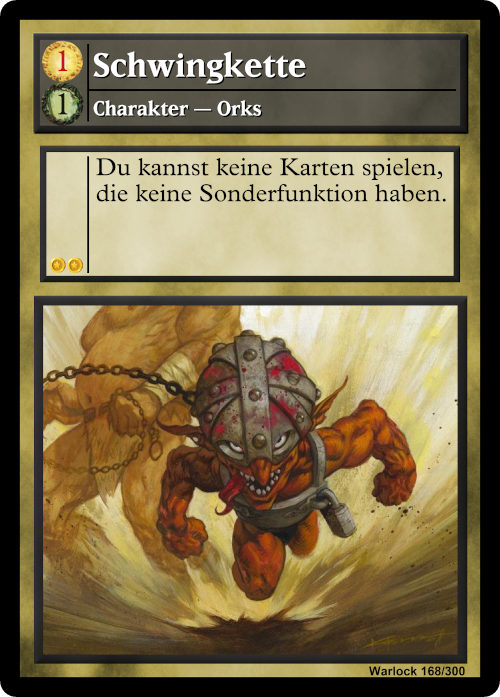 1
Schwingkette
1
Charakter — Orks
Du kannst keine Karten spielen,
die keine Sonderfunktion haben.
Warlock 168/300